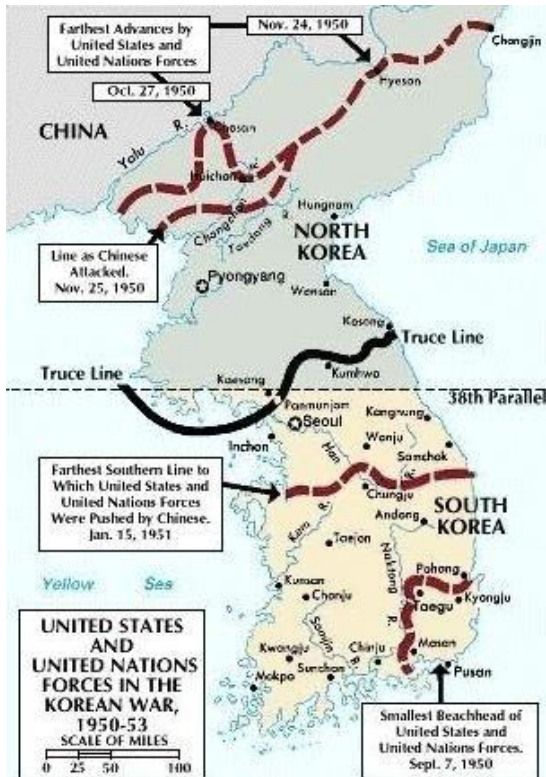 Farthest Advances by
United States and
United Nations Forces
Nov. 24, 1950
Oct. 27, 1950
Chongjin
Hyesan
CHINA
Yalu R.
Chosan
Huichon
R.
Chongchon
Taedong R.
Hungnam
NORTH
KOREA
Sea of Japan
Line as Chinese
Attacked.
Nov. 25, 1950
Pyongyang
Wonsan
Kosong
Truce Line
Truce Line
Kumhwa
Kaesong
38th Parallel
Panmunjom
Seoul
Kangnung
Inchon
Wonju
Samchok
Han R.
Farthest Southern Line to
Which United States and
United Nations Forces
Were Pushed by Chinese.
Jan. 15, 1951
Chungju
SOUTH
KOREA
Andong
Kum R.
Taejon
Naktong R.
Pohang
Yellow Sea
Kunsan
Chonju
Taegu
Kyongju
Somjin R.
Kwangju
Chinju
Masan
Mokpo
Sunchon
Pusan
UNITED STATES
AND
UNITED NATIONS
FORCES IN THE
KOREAN WAR,
1950-53
SCALE OF MILES
0 25 50 100
Smallest Beachhead of
United States and
United Nations Forces.
Sept. 7, 1950